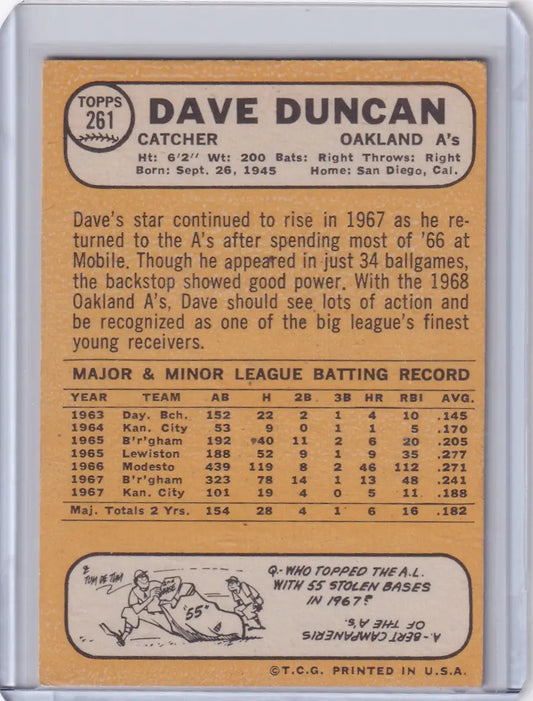 TOPPS
261
DAVE DUNCAN
CATCHER OAKLAND A's
Ht: 6'2" Wt: 200 Bats: Right Throws: Right
Born: Sept. 26, 1945 Home: San Diego, Cal.
Dave's star continued to rise in 1967 as he re-
turned to the A's after spending most of '66 at
Mobile. Though he appeared in just 34 ballgames,
the backstop showed good power. With the 1968
Oakland A's, Dave should see lots of action and
be recognized as one of the big league's finest
young receivers.
MAJOR & MINOR LEAGUE BATTING RECORD
YEAR TEAM AB H 2B 3B HR RBI AVG.
1963 Day. Bch. 152 22 2 1 4 10 .145
1964 Kan. City 53 9 0 1 1 5 .170
1965 B'r'gham 192 40 11 2 6 20 .205
1965 Lewiston 188 52 9 1 9 35 .277
1966 Modesto 439 119 8 2 46 112 .271
1967 B'r'gham 323 78 14 1 13 48 .241
1967 Kan. City 101 19 4 0 5 11 .188
Maj. Totals 2 Yrs. 154 28 4 1 6 16 .182
"55"
Q.- WHO TOPPED THE A.L.
WITH 55 STOLEN BASES
IN 1967?
A.- BERT CAMPANERIS
OF THE A's.
©T.C.G. PRINTED IN U.S.A.